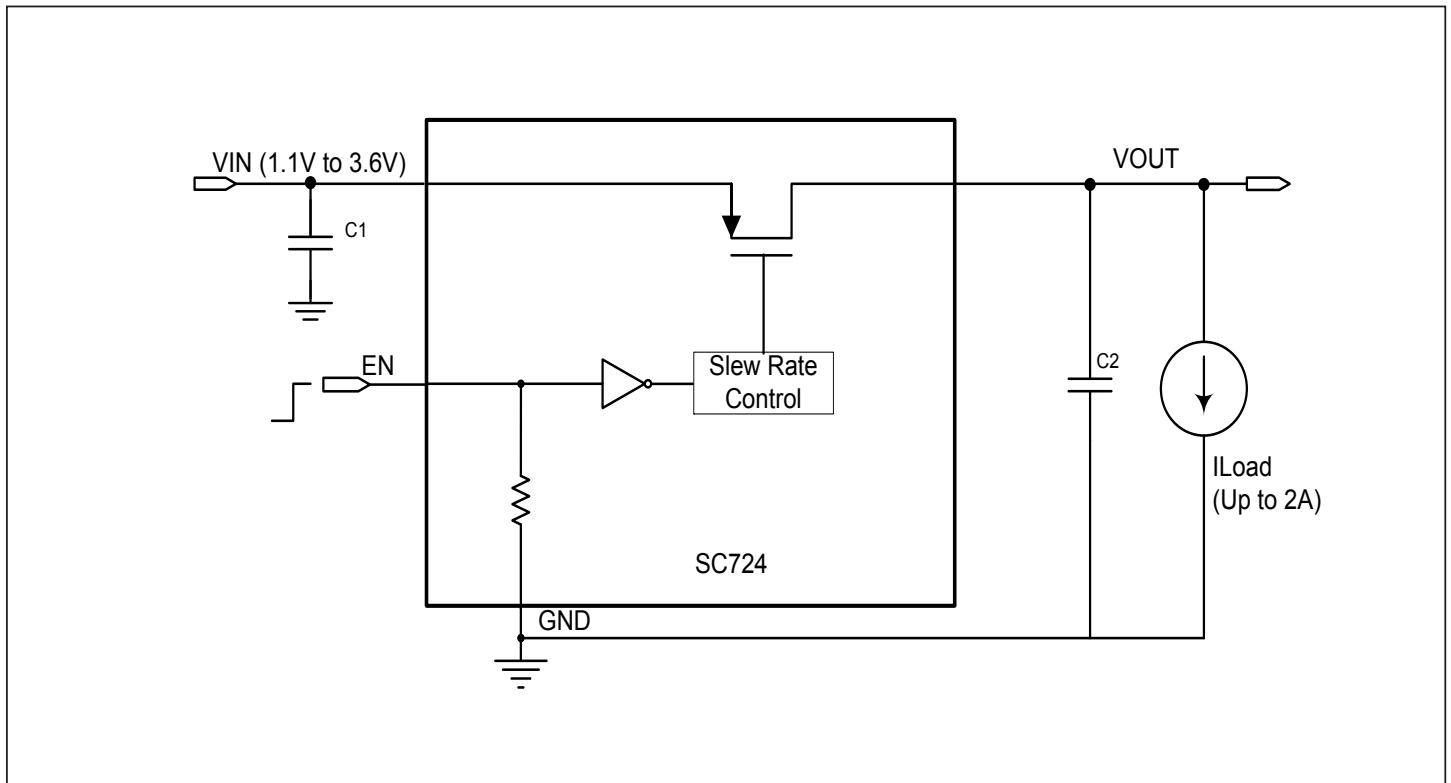 VIN (1.1V to 3.6V)
VOUT
C1
EN
Slew Rate
Control
C2
ILoad
(Up to 2A)
SC724
GND